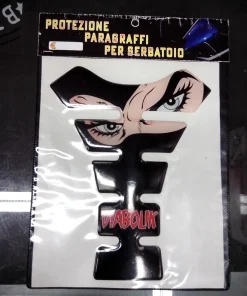 PROTEZIONE
PARAGRAFFI
PER SERBATOIO
DIABOLIK